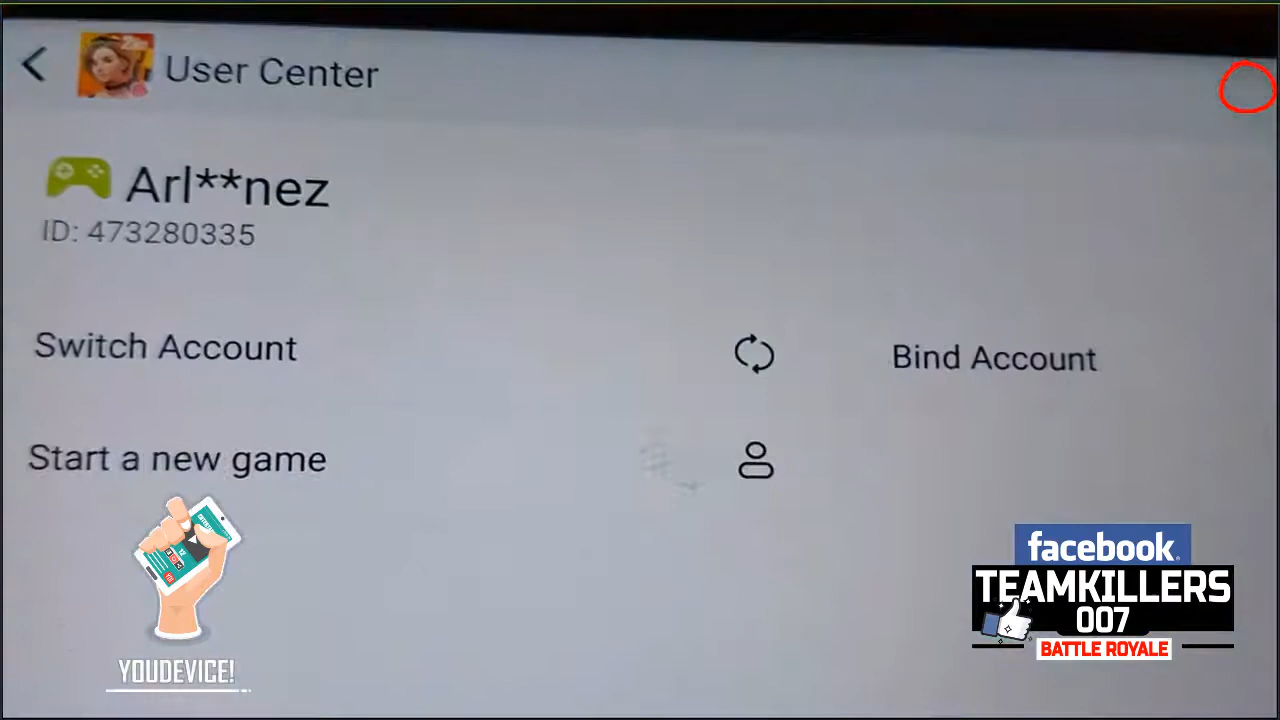 User Center
Arl**nez
ID: 473280335
Switch Account
Bind Account
Start a new game
facebook
TEAMKILLERS
007
BATTLE ROYALE
YOUDEVICE!